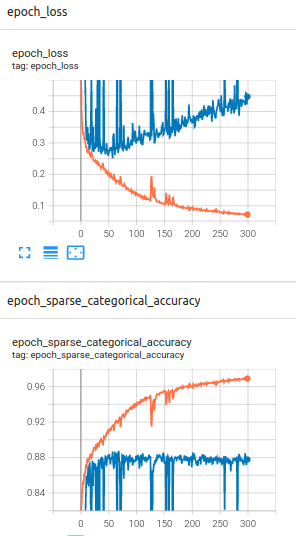 epoch_loss
epoch_loss
tag: epoch_loss
0.4
0.3
0.2
0.1
0 50 100 150 200 250 300
epoch_sparse_categorical_accuracy
epoch_sparse_categorical_accuracy
tag: epoch_sparse_categorical_accuracy
0.96
0.92
0.88
0.84
0 50 100 150 200 250 300